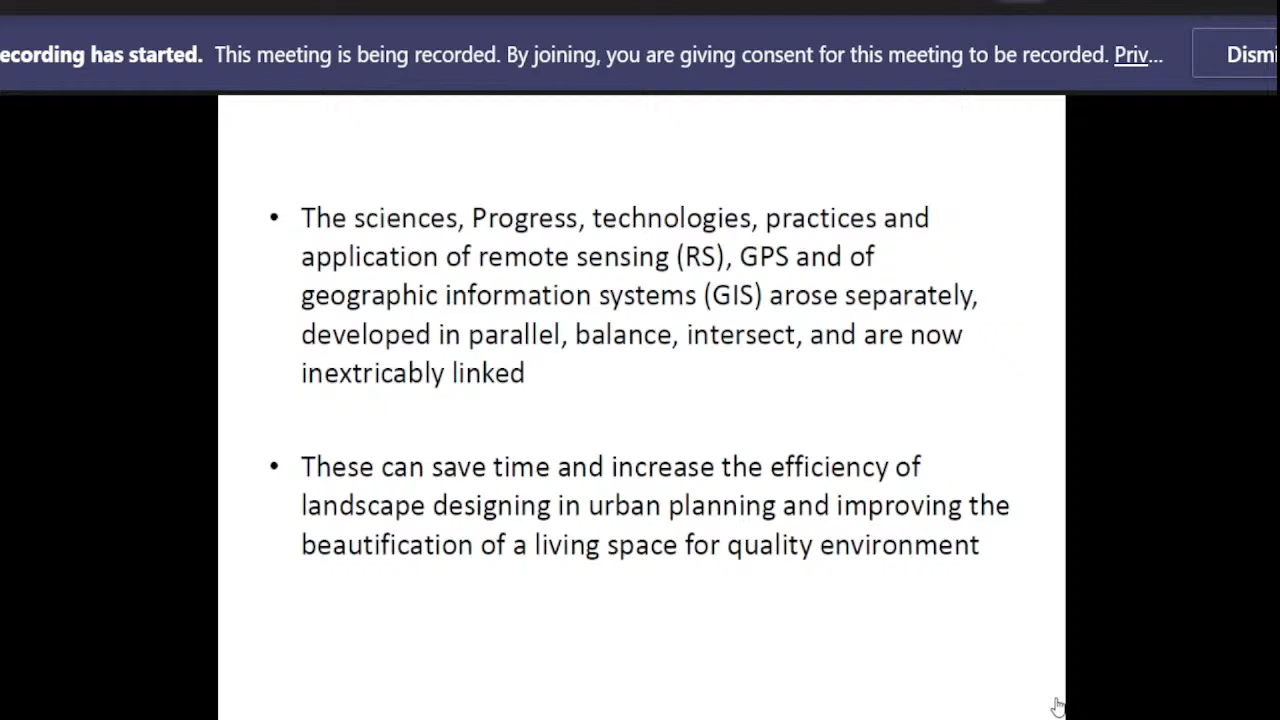 ecording has started. This meeting is being recorded. By joining, you are giving consent for this meeting to be recorded. Priv...
Dismi
• The sciences, Progress, technologies, practices and
application of remote sensing (RS), GPS and of
geographic information systems (GIS) arose separately,
developed in parallel, balance, intersect, and are now
inextricably linked
• These can save time and increase the efficiency of
landscape designing in urban planning and improving the
beautification of a living space for quality environment